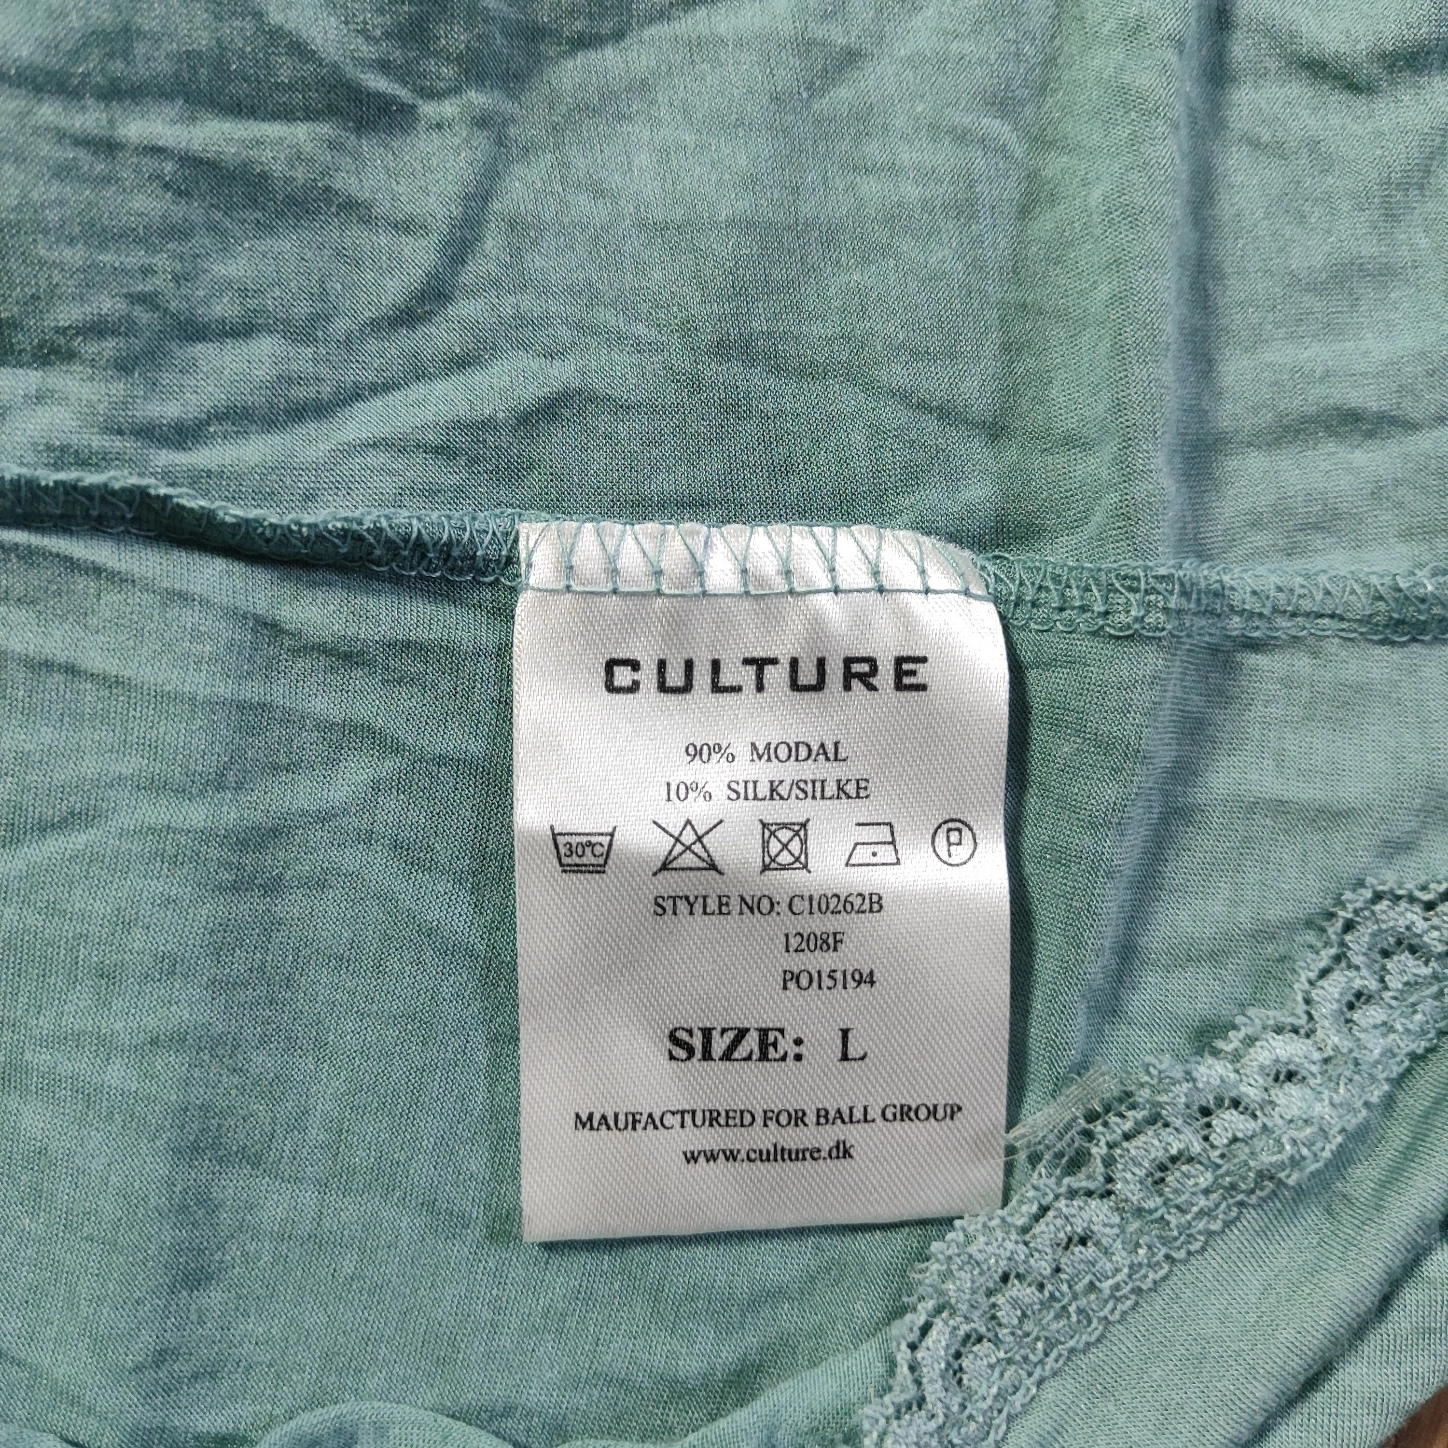 CULTURE
90% MODAL
10% SILK/SILKE
30°C P
STYLE NO: C10262B
1208F
PO15194
SIZE: L
MAUFACTURED FOR BALL GROUP
www.culture.dk